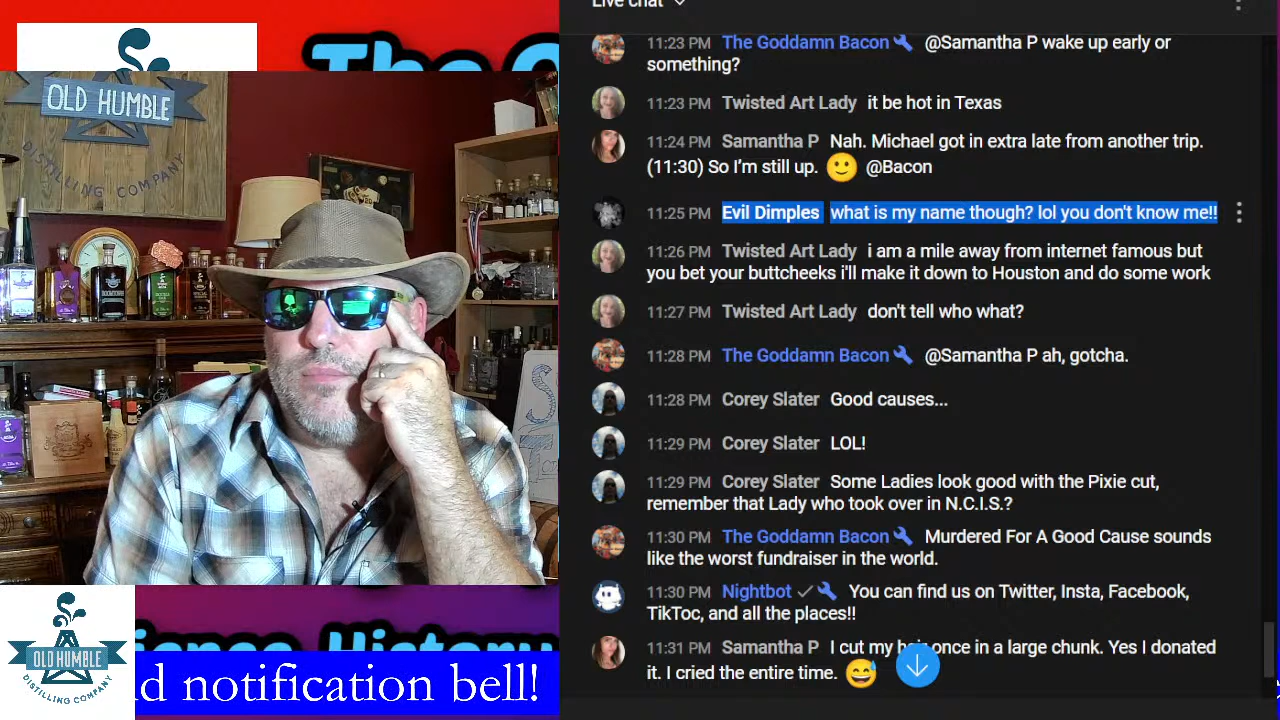 The
OLD HUMBLE
DISTILLING COMPANY
OLD HUMBLE
DISTILLING COMPANY
ience, History
d notification bell!
Live chat
11:23 PM The Goddamn Bacon @Samantha P wake up early or
something?
11:23 PM Twisted Art Lady it be hot in Texas
11:24 PM Samantha P Nah. Michael got in extra late from another trip.
(11:30) So I’m still up. 🙂 @Bacon
11:25 PM Evil Dimples what is my name though? lol you don't know me!!
11:26 PM Twisted Art Lady i am a mile away from internet famous but
you bet your buttcheeks i'll make it down to Houston and do some work
11:27 PM Twisted Art Lady don't tell who what?
11:28 PM The Goddamn Bacon @Samantha P ah, gotcha.
11:28 PM Corey Slater Good causes...
11:29 PM Corey Slater LOL!
11:29 PM Corey Slater Some Ladies look good with the Pixie cut,
remember that Lady who took over in N.C.I.S.?
11:30 PM The Goddamn Bacon Murdered For A Good Cause sounds
like the worst fundraiser in the world.
11:30 PM Nightbot You can find us on Twitter, Insta, Facebook,
TikToc, and all the places!!
11:31 PM Samantha P I cut my hair once in a large chunk. Yes I donated
it. I cried the entire time. 😅